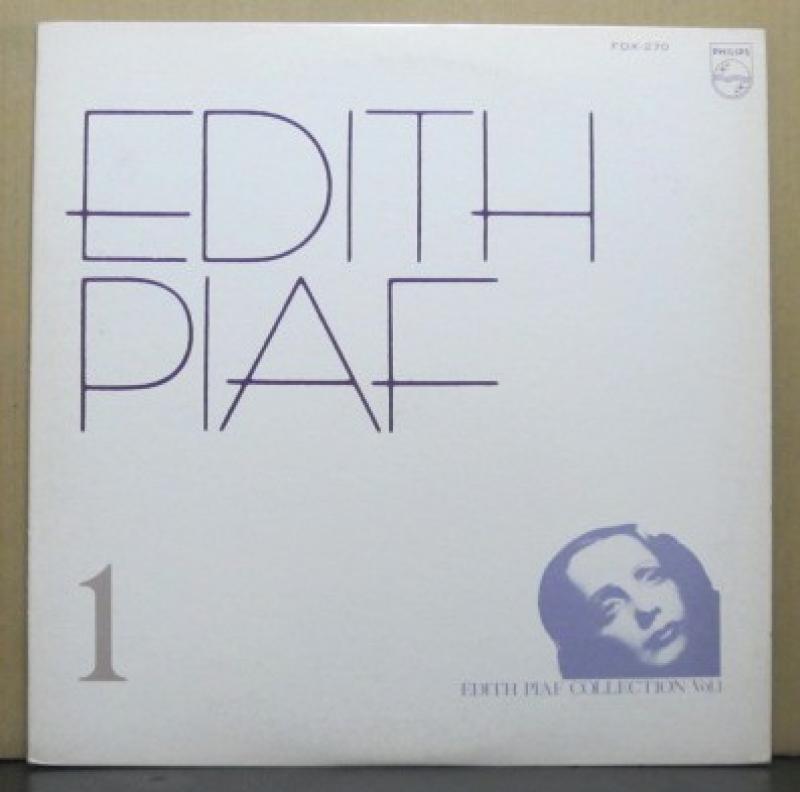 FDX-270
PHILIPS
EDITH
PIAF
1
EDITH PIAF COLLECTION Vol.1